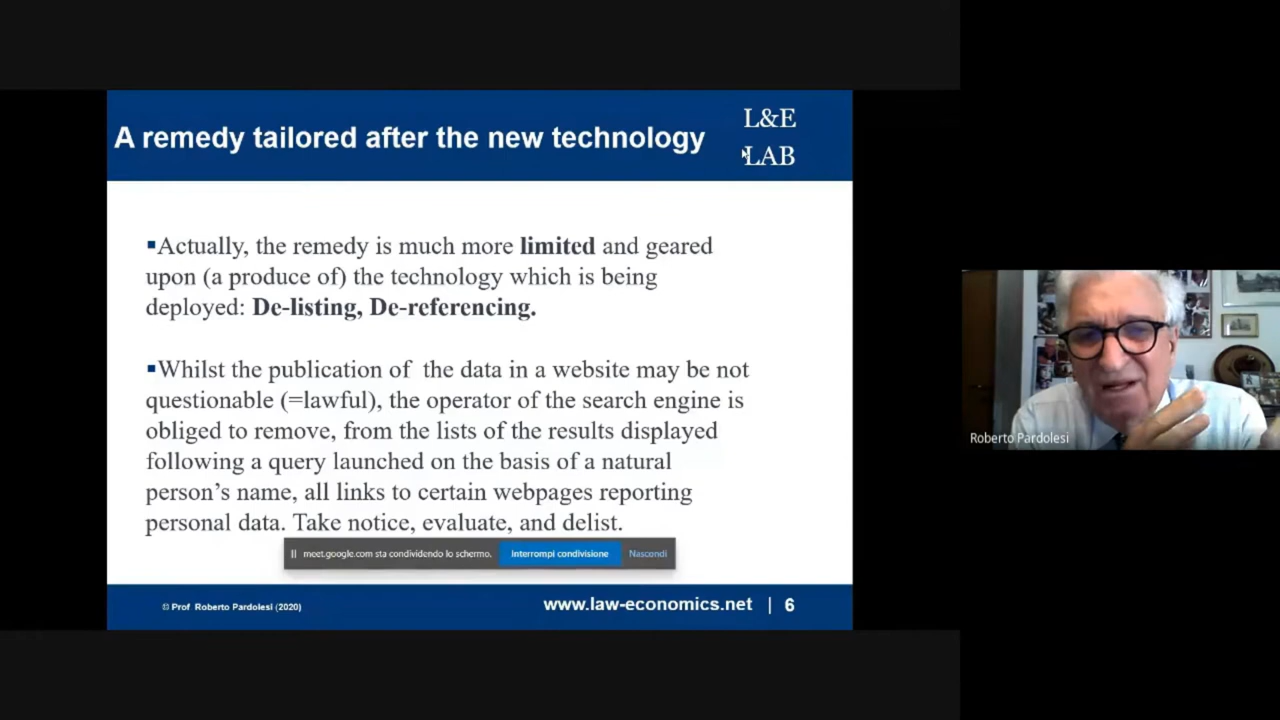 A remedy tailored after the new technology
L&E
LAB
▪Actually, the remedy is much more limited and geared
upon (a produce of) the technology which is being
deployed: De-listing, De-referencing.
▪Whilst the publication of the data in a website may be not
questionable (=lawful), the operator of the search engine is
obliged to remove, from the lists of the results displayed
following a query launched on the basis of a natural
person’s name, all links to certain webpages reporting
personal data. Take notice, evaluate, and delist.
meet.google.com sta condividendo lo schermo. Interrompi condivisione Nascondi
© Prof Roberto Pardolesi (2020)
www.law-economics.net | 6
Roberto Pardolesi